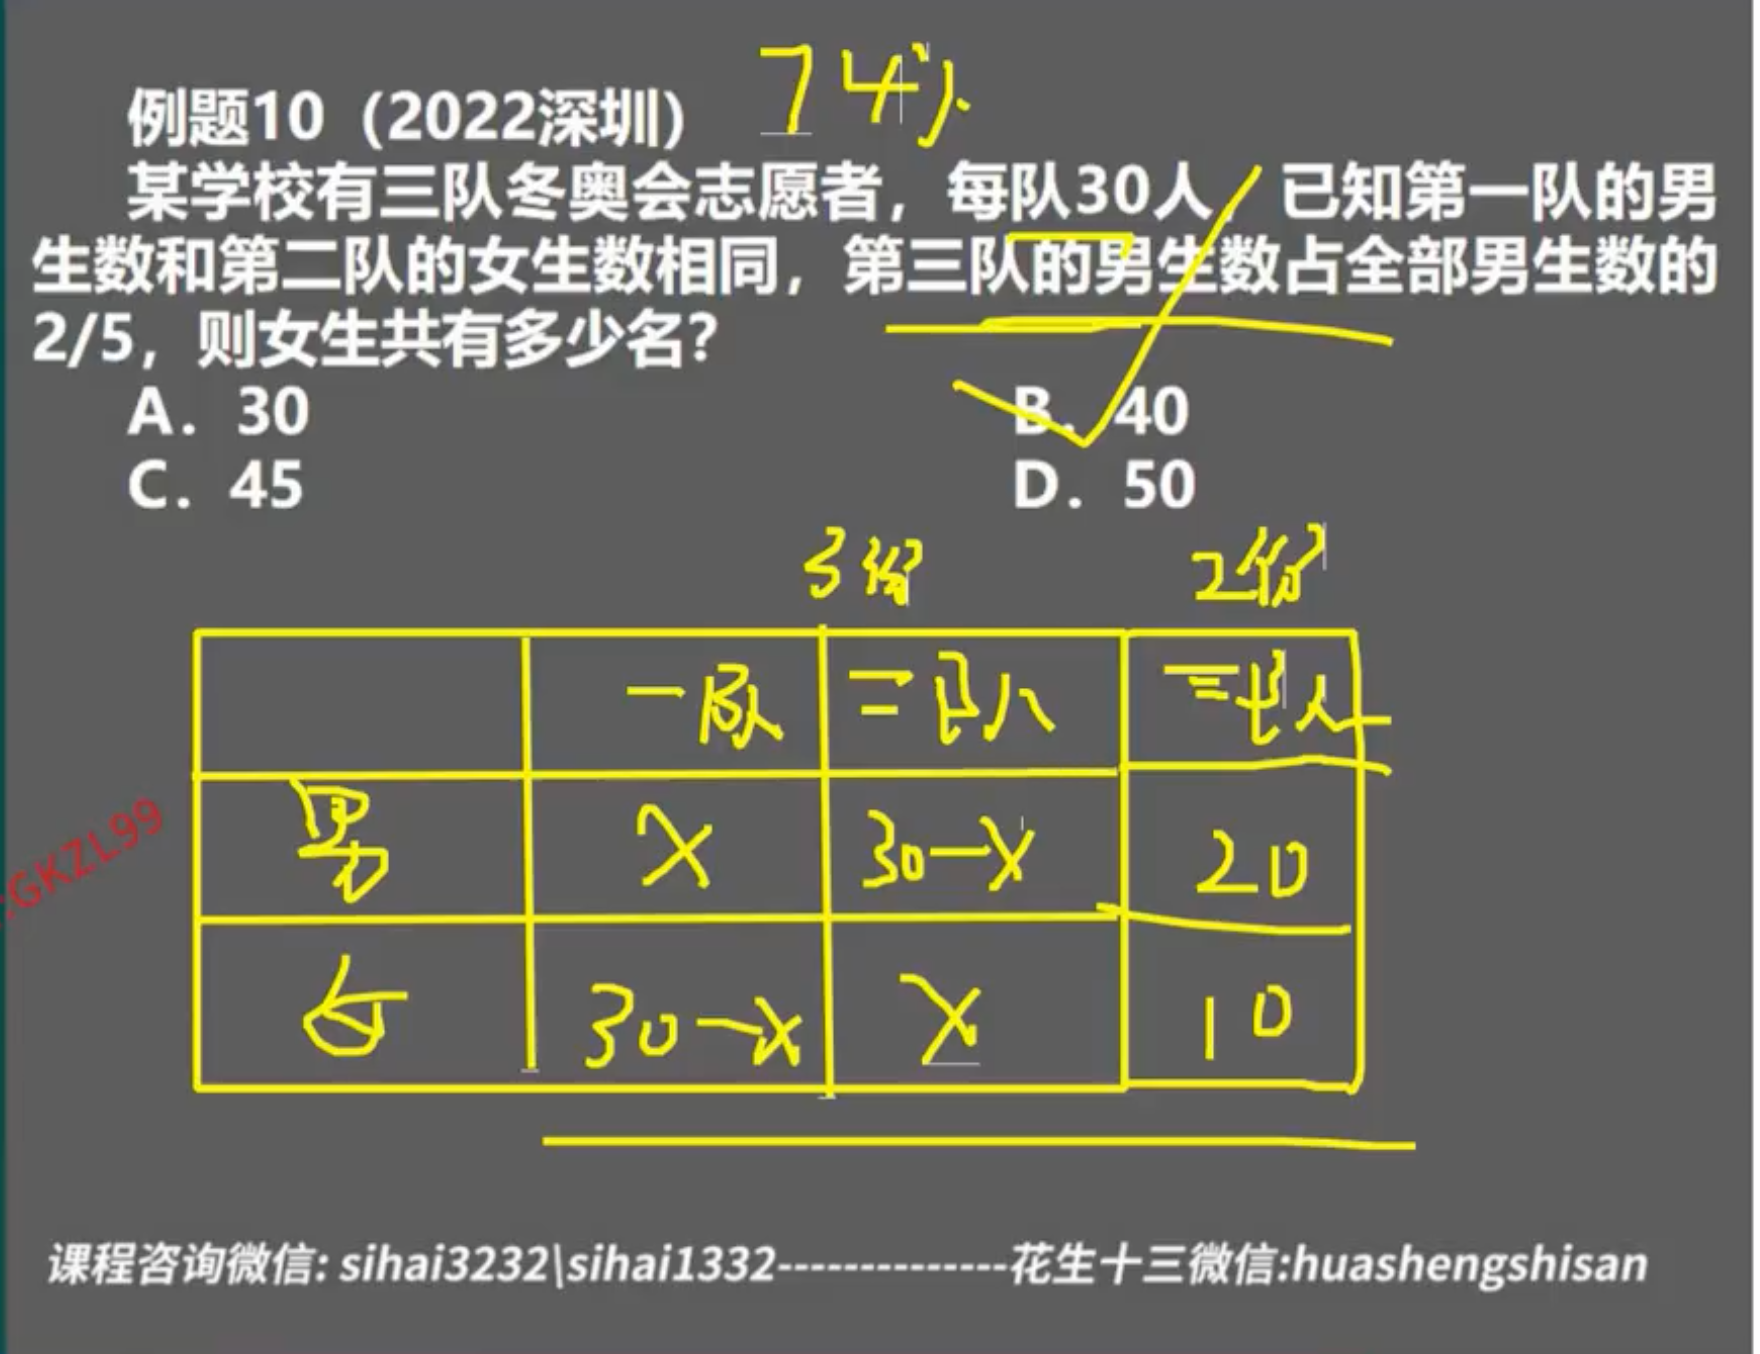 例题10（2022深圳） 74%
某学校有三队冬奥会志愿者，每队30人，已知第一队的男
生数和第二队的女生数相同，第三队的男生数占全部男生数的
2/5，则女生共有多少名？
A. 30 B. 40
C. 45 D. 50
3份 2份
一队 二队 三队
男 X 30-X 20
女 30-X X 10
:GKZL99
课程咨询微信: sihai3232\sihai1332--------------花生十三微信:huashengshisan